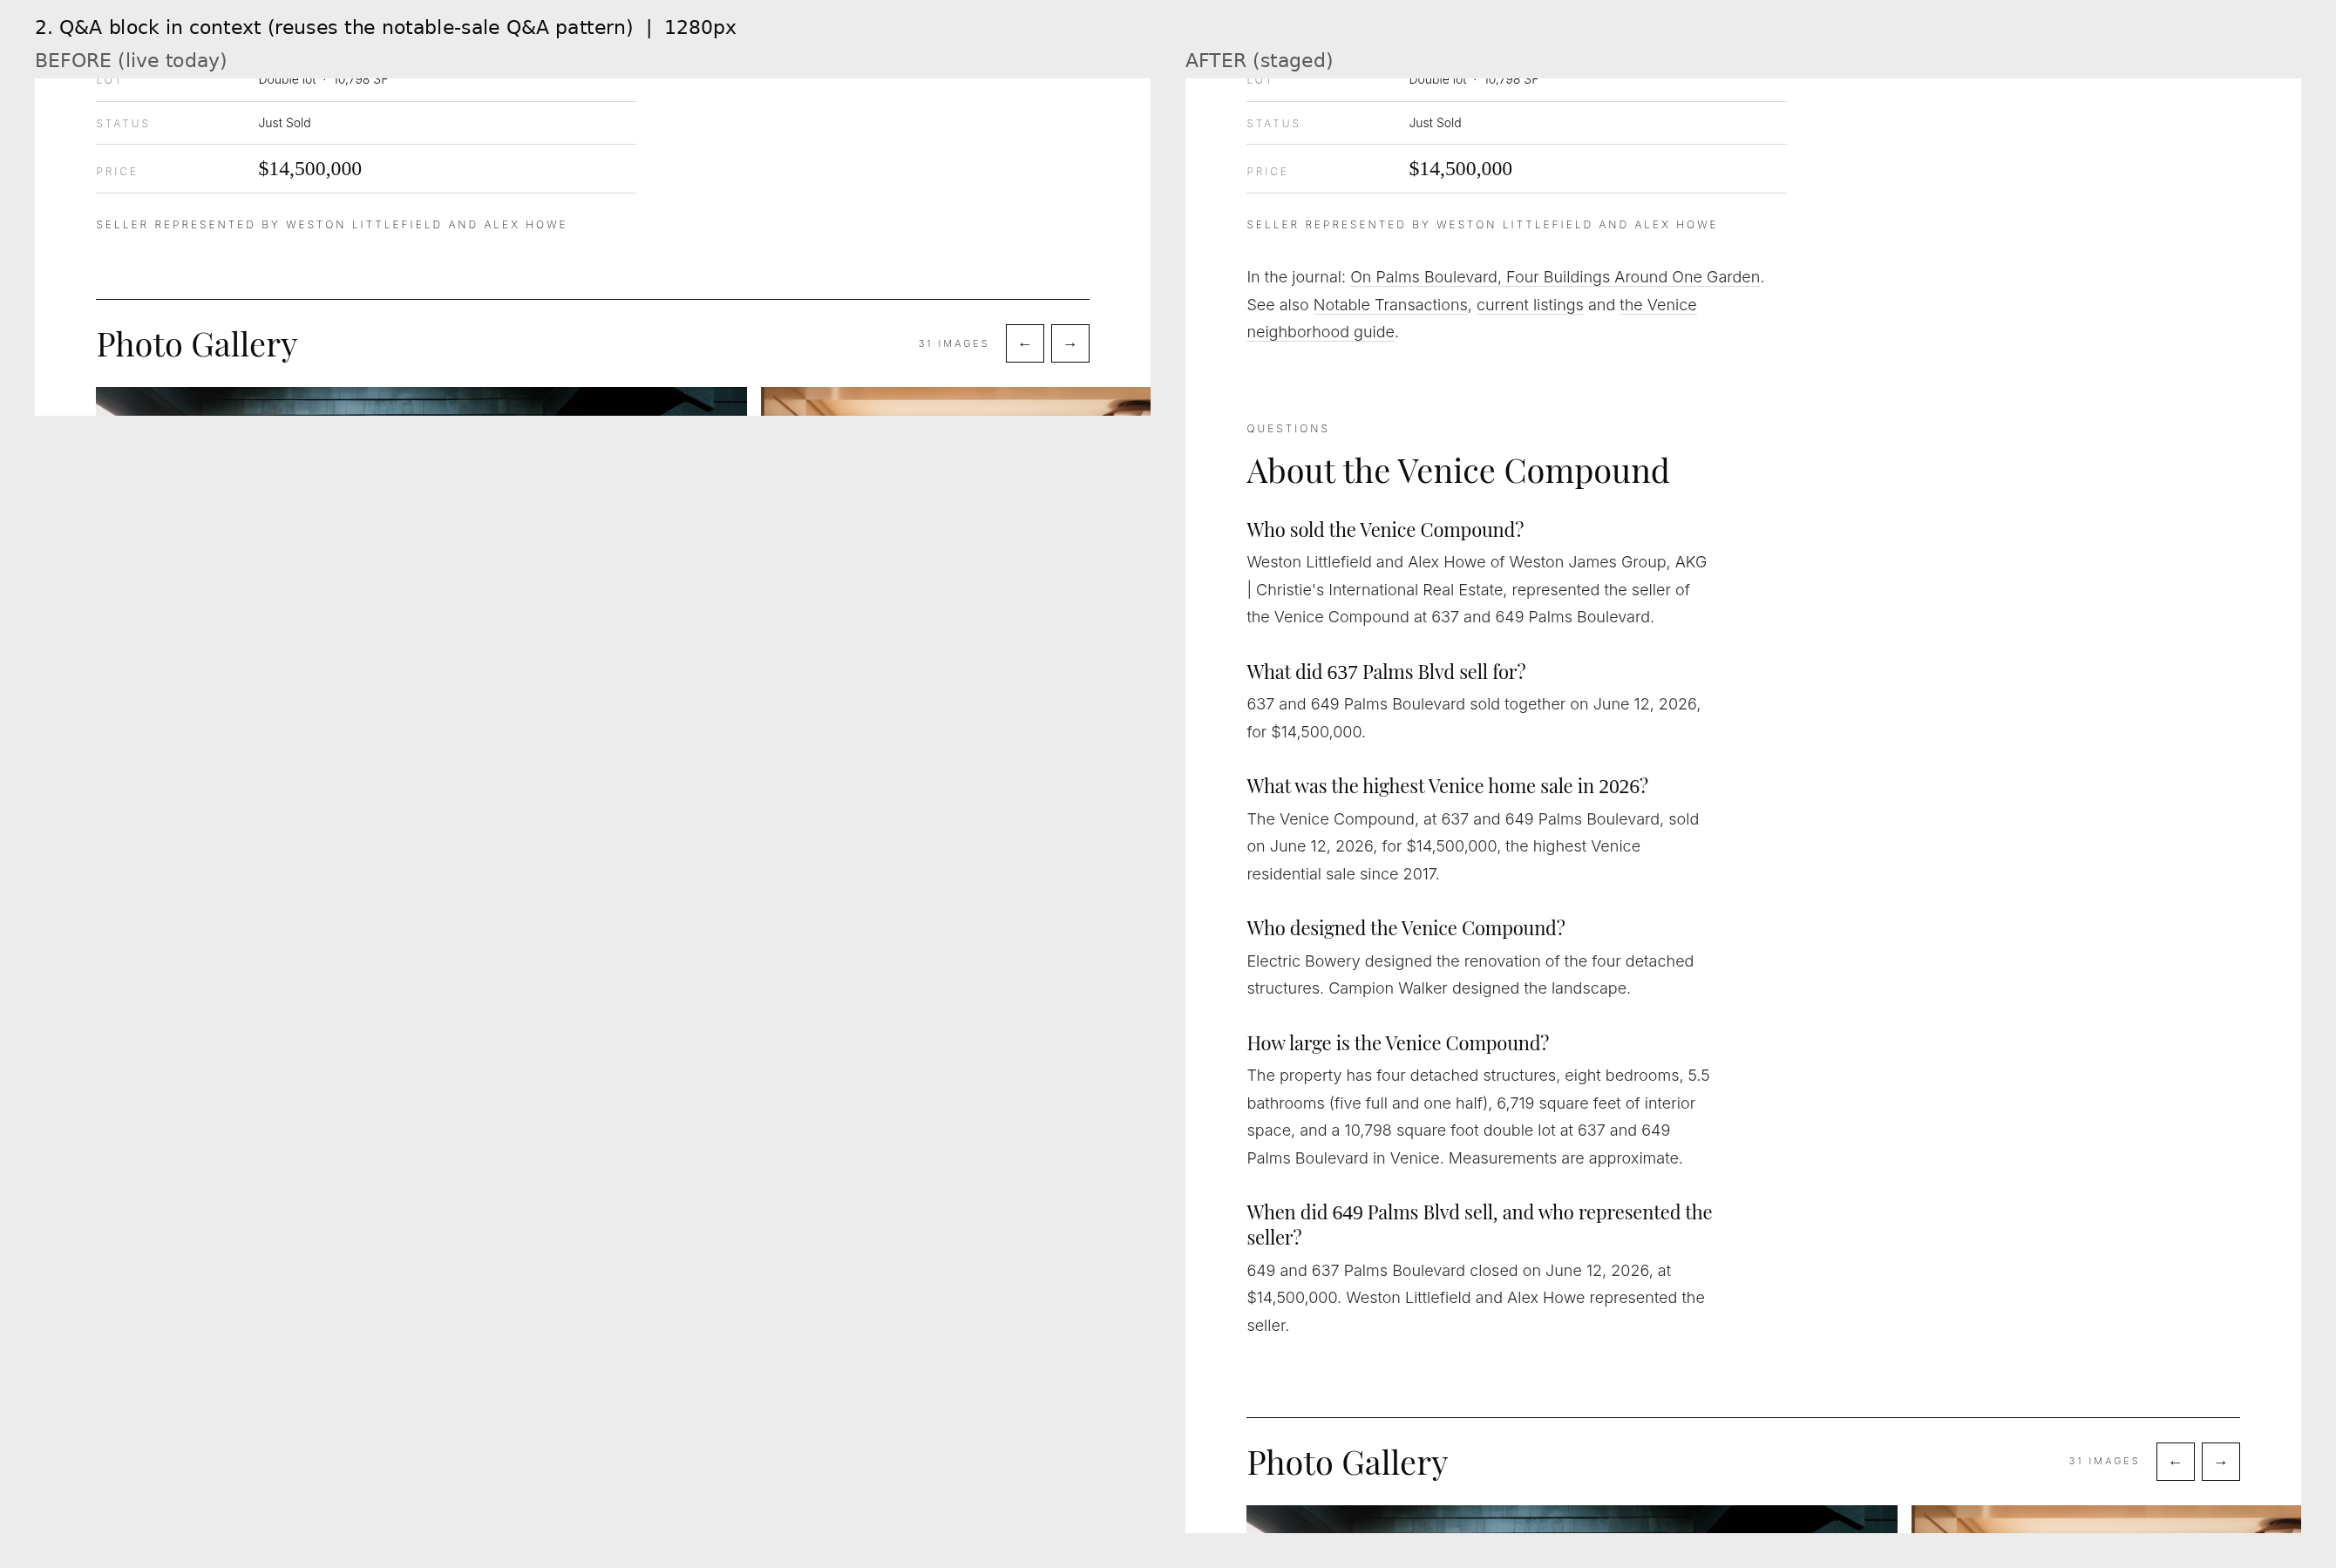 2. Q&A block in context (reuses the notable-sale Q&A pattern)  |  1280px
BEFORE (live today)
LOT Double lot · 10,798 SF
STATUS Just Sold
PRICE $14,500,000
SELLER REPRESENTED BY WESTON LITTLEFIELD AND ALEX HOWE
Photo Gallery
31 IMAGES ← →
AFTER (staged)
LOT Double lot · 10,798 SF
STATUS Just Sold
PRICE $14,500,000
SELLER REPRESENTED BY WESTON LITTLEFIELD AND ALEX HOWE
In the journal: On Palms Boulevard, Four Buildings Around One Garden.
See also Notable Transactions, current listings and the Venice
neighborhood guide.
QUESTIONS
About the Venice Compound
Who sold the Venice Compound?
Weston Littlefield and Alex Howe of Weston James Group, AKG
| Christie's International Real Estate, represented the seller of
the Venice Compound at 637 and 649 Palms Boulevard.
What did 637 Palms Blvd sell for?
637 and 649 Palms Boulevard sold together on June 12, 2026,
for $14,500,000.
What was the highest Venice home sale in 2026?
The Venice Compound, at 637 and 649 Palms Boulevard, sold
on June 12, 2026, for $14,500,000, the highest Venice
residential sale since 2017.
Who designed the Venice Compound?
Electric Bowery designed the renovation of the four detached
structures. Campion Walker designed the landscape.
How large is the Venice Compound?
The property has four detached structures, eight bedrooms, 5.5
bathrooms (five full and one half), 6,719 square feet of interior
space, and a 10,798 square foot double lot at 637 and 649
Palms Boulevard in Venice. Measurements are approximate.
When did 649 Palms Blvd sell, and who represented the
seller?
649 and 637 Palms Boulevard closed on June 12, 2026, at
$14,500,000. Weston Littlefield and Alex Howe represented the
seller.
Photo Gallery
31 IMAGES ← →